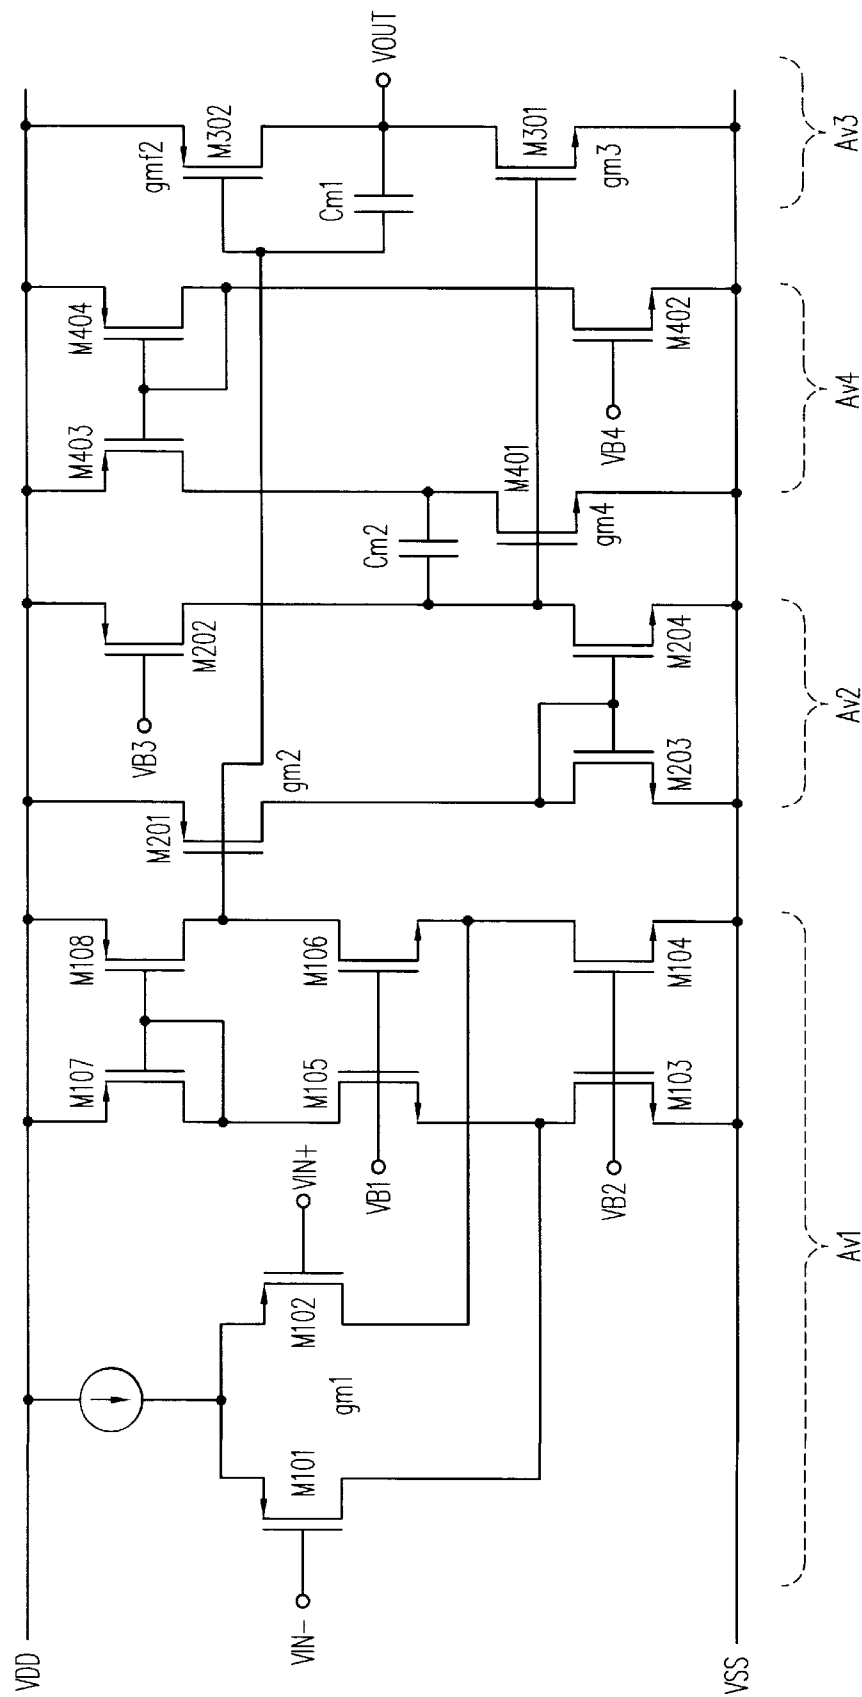 VDD
VIN-
M101
gm1
M102
VIN+
M107
M108
M105
M106
VB1
M103
M104
VB2
M201
gm2
VB3
M202
M203
M204
Cm2
M403
M404
M401
gm4
VB4
M402
gmf2
M302
Cm1
VOUT
M301
gm3
VSS
Av1
Av2
Av4
Av3